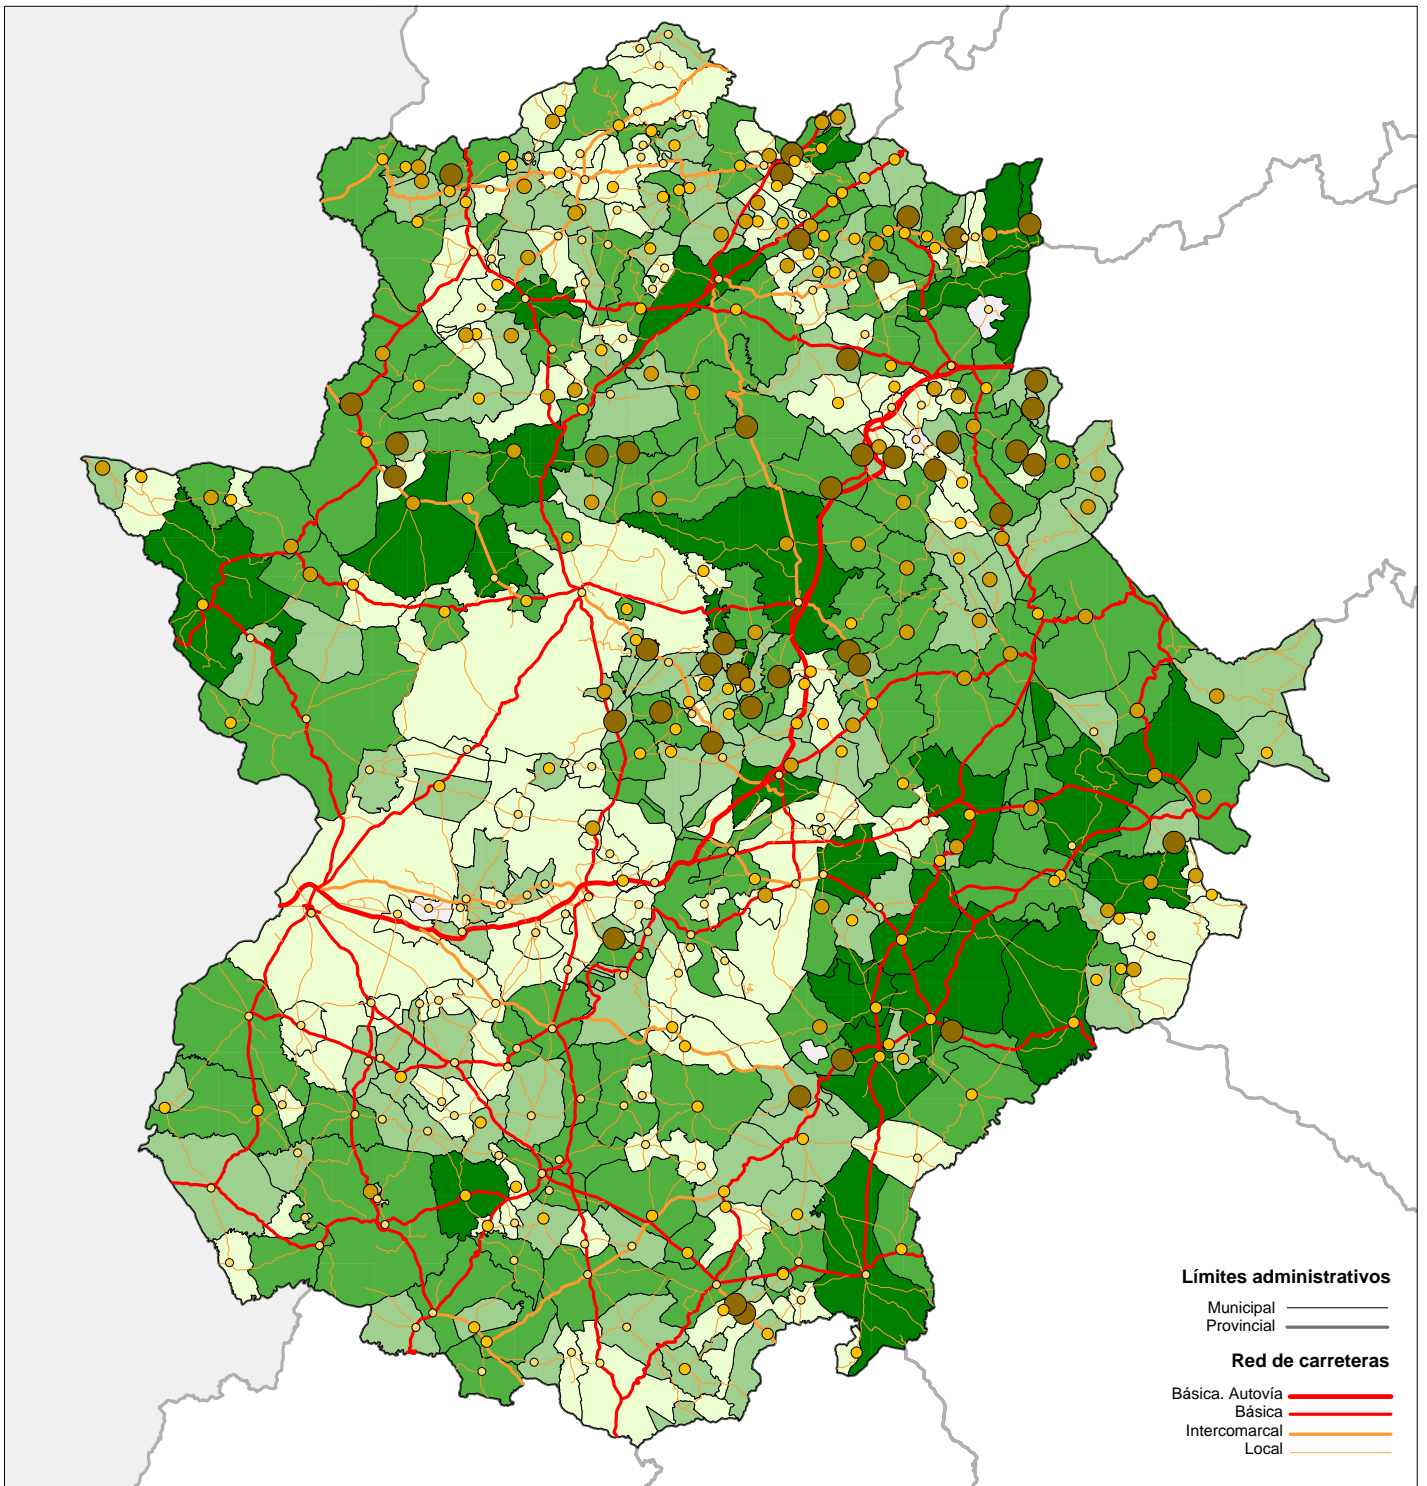 Límites administrativos
Municipal
Provincial
Red de carreteras
Básica. Autovía
Básica
Intercomarcal
Local